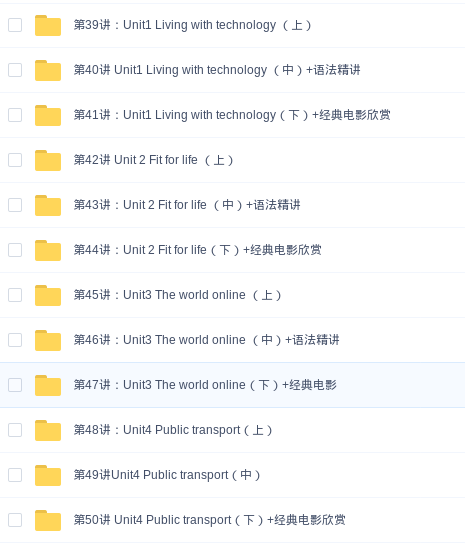 第39讲：Unit1 Living with technology （上）
第40讲 Unit1 Living with technology （中）+语法精讲
第41讲：Unit1 Living with technology（下）+经典电影欣赏
第42讲 Unit 2 Fit for life （上）
第43讲：Unit 2 Fit for life （中）+语法精讲
第44讲：Unit 2 Fit for life（下）+经典电影欣赏
第45讲：Unit3 The world online （上）
第46讲：Unit3 The world online （中）+语法精讲
第47讲：Unit3 The world online（下）+经典电影
第48讲：Unit4 Public transport（上）
第49讲Unit4 Public transport（中）
第50讲 Unit4 Public transport（下）+经典电影欣赏